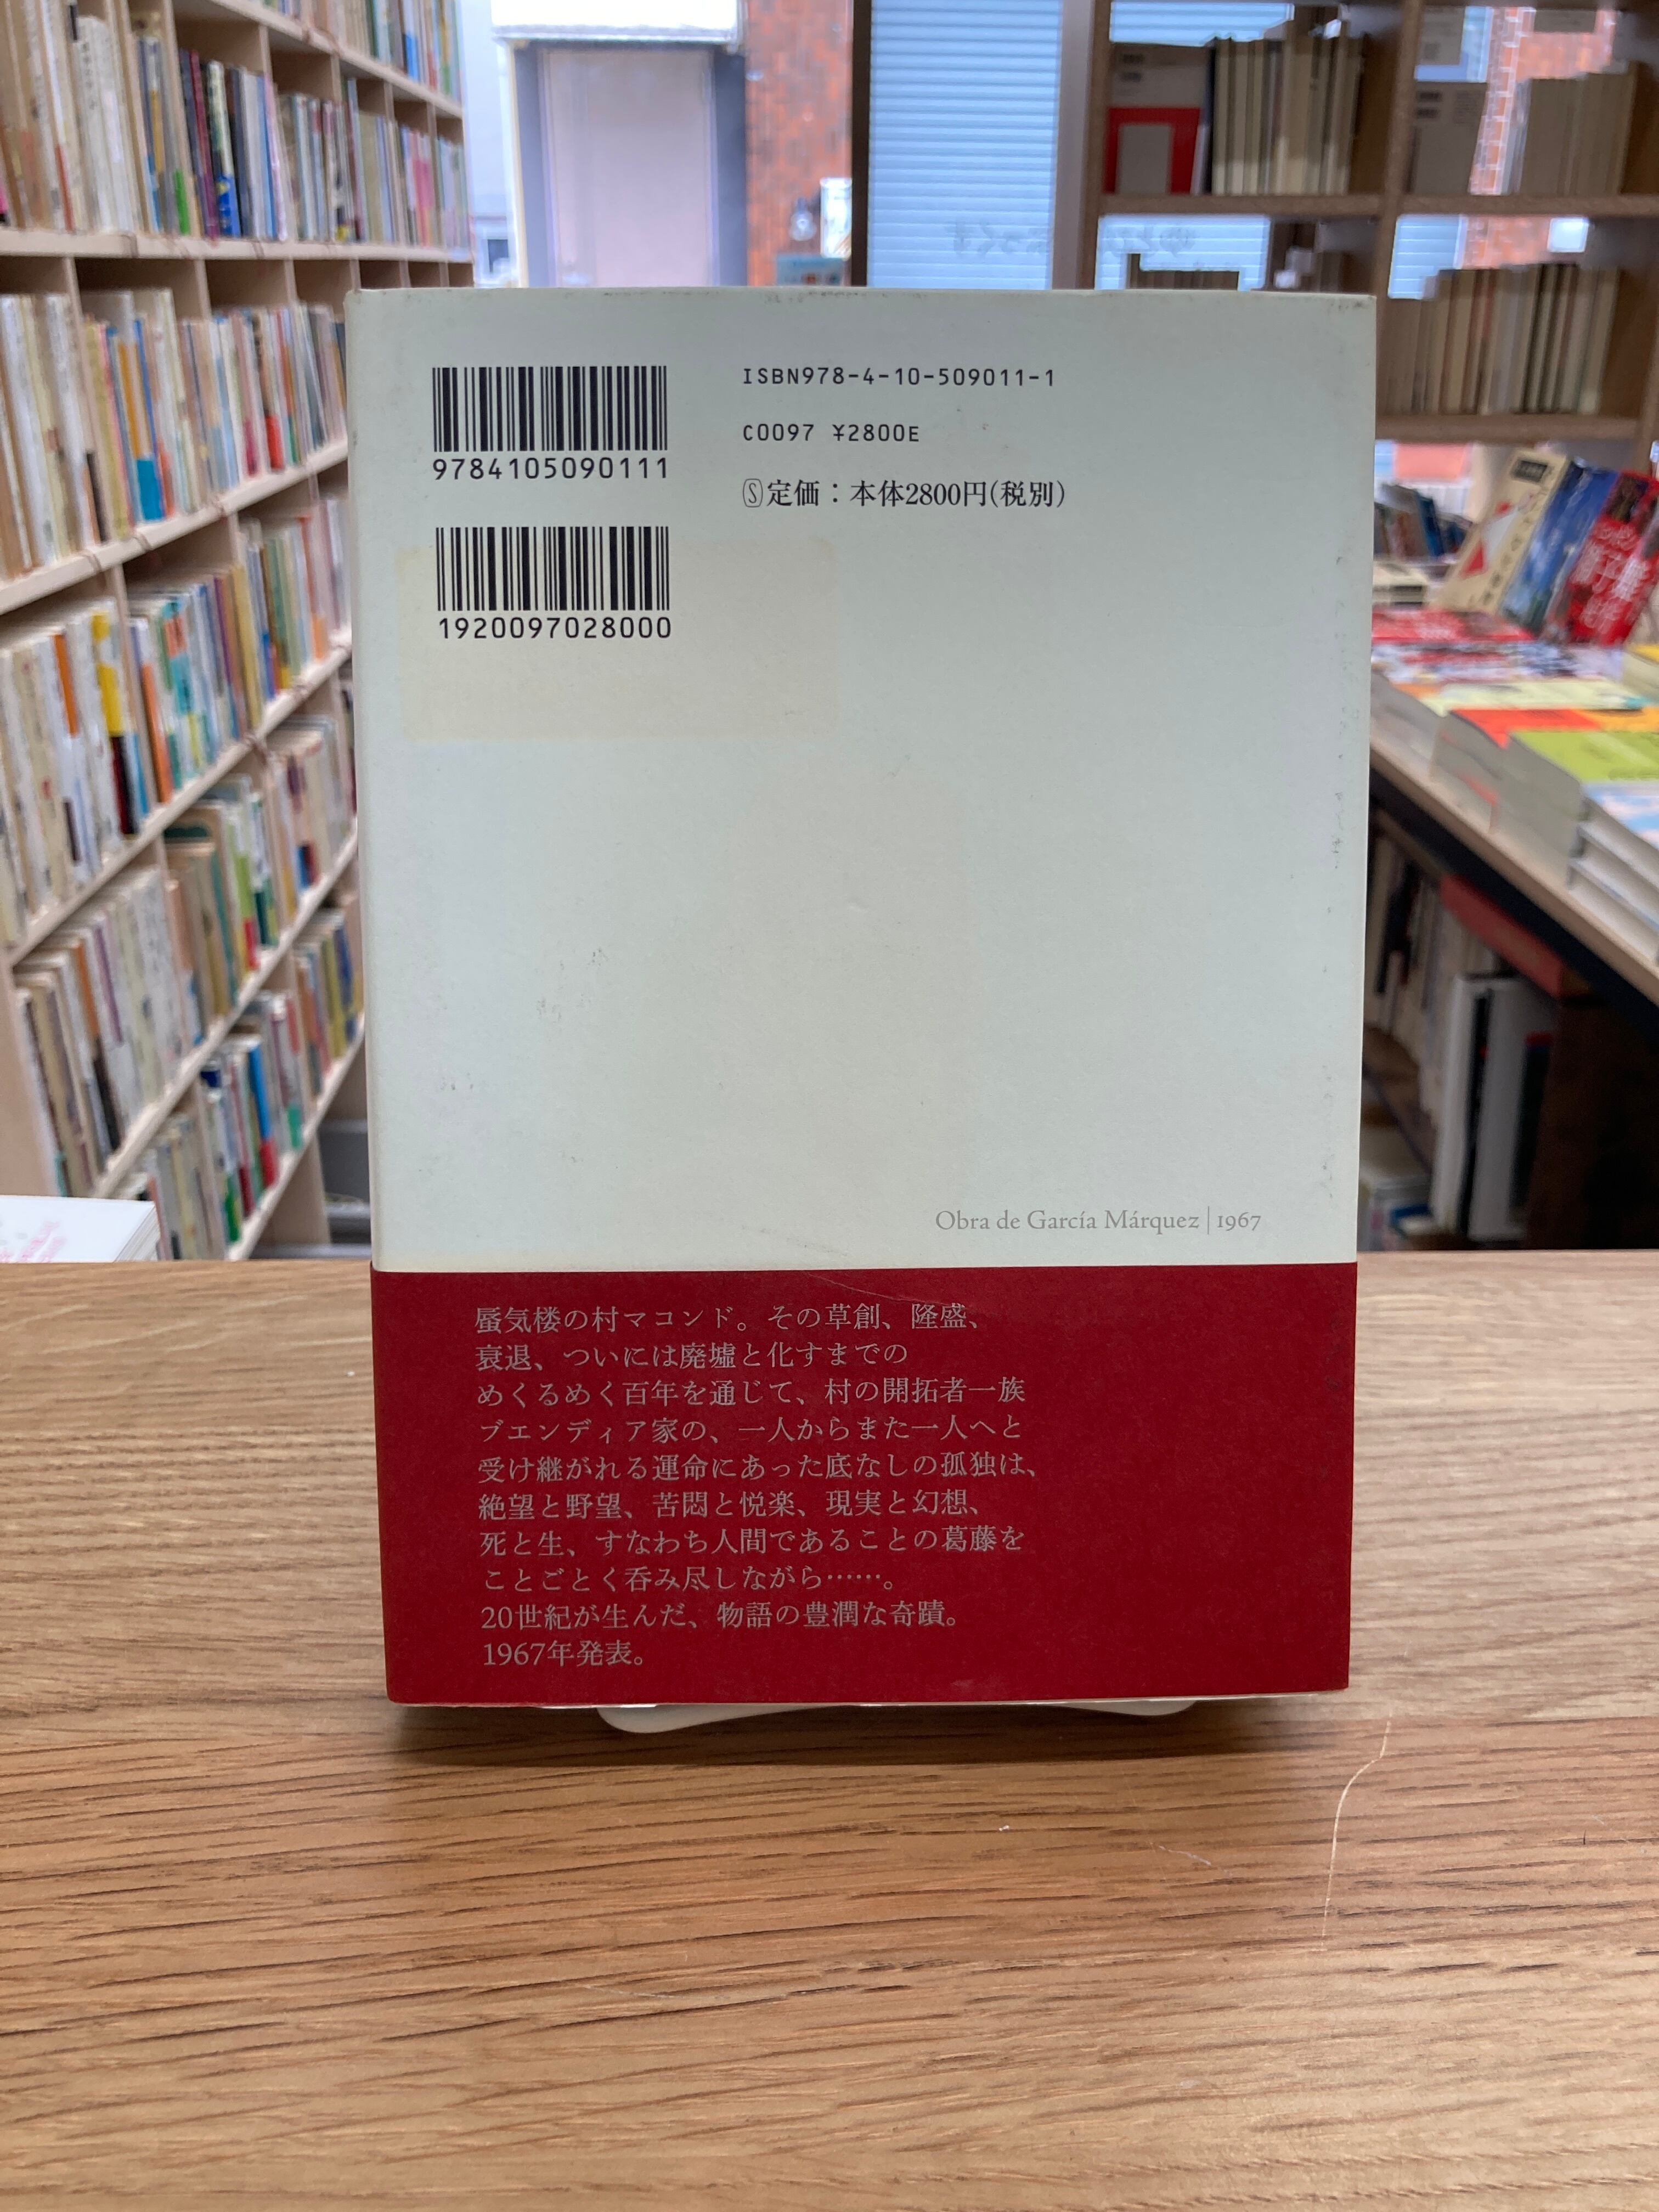 9784105090111
1920097028000
ISBN978-4-10-509011-1
C0097 ¥2800E
Ⓢ定価：本体2800円(税別)
Obra de García Márquez | 1967
蜃気楼の村マコンド。その草創、隆盛、
衰退、ついには廃墟と化すまでの
めくるめく百年を通じて、村の開拓者一族
ブエンディア家の、一人からまた一人へと
受け継がれる運命にあった底なしの孤独は、
絶望と野望、苦悶と悦楽、現実と幻想、
死と生、すなわち人間であることの葛藤を
ことごとく呑み尽しながら……。
20世紀が生んだ、物語の豊潤な奇蹟。
1967年発表。